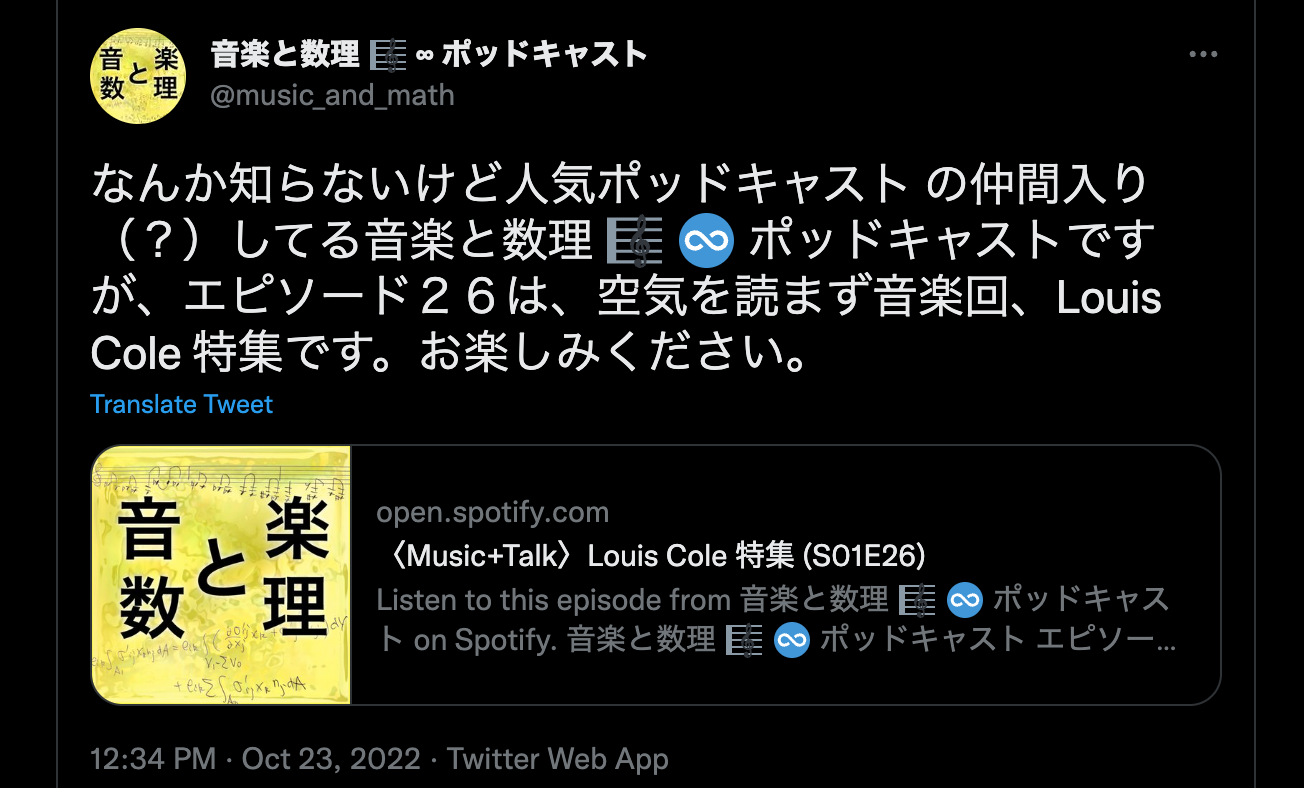 音楽と数理 🎼 ∞ ポッドキャスト
@music_and_math
なんか知らないけど人気ポッドキャスト の仲間入り
（？）してる音楽と数理 🎼 ♾️ ポッドキャストです
が、エピソード２６は、空気を読まず音楽回、Louis
Cole 特集です。お楽しみください。
Translate Tweet
音 楽
と
数 理
open.spotify.com
〈Music+Talk〉Louis Cole 特集 (S01E26)
Listen to this episode from 音楽と数理 🎼 ♾️ ポッドキャス
ト on Spotify. 音楽と数理 🎼 ♾️ ポッドキャスト エピソー...
12:34 PM · Oct 23, 2022 · Twitter Web App